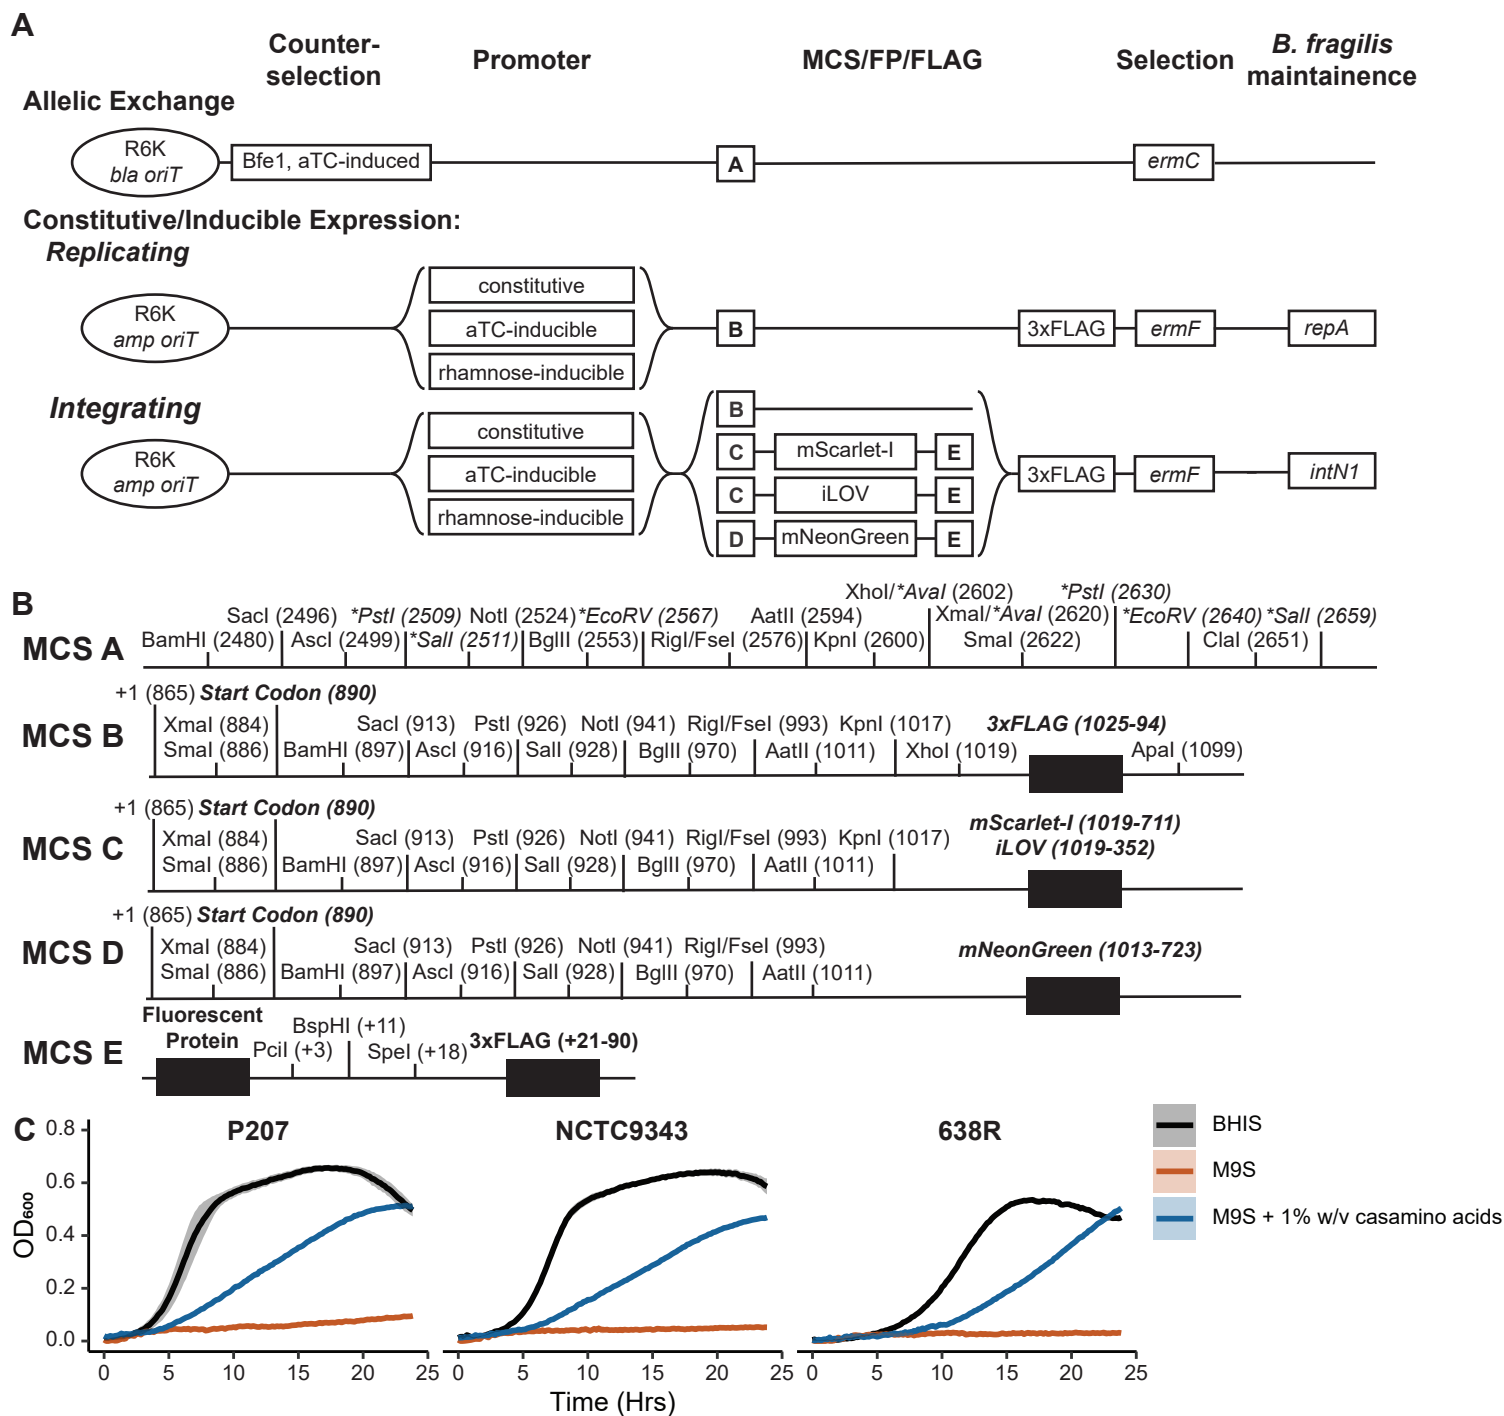 A
Counter-
selection
Promoter
MCS/FP/FLAG
Selection
B. fragilis
maintainence
Allelic Exchange
R6K
bla oriT
Bfe1, aTC-induced
A
ermC
Constitutive/Inducible Expression:
Replicating
R6K
amp oriT
constitutive
aTC-inducible
rhamnose-inducible
B
3xFLAG
ermF
repA
Integrating
R6K
amp oriT
constitutive
aTC-inducible
rhamnose-inducible
B
C
mScarlet-I
E
C
iLOV
E
D
mNeonGreen
E
3xFLAG
ermF
intN1
B
MCS A
XhoI/*AvaI (2602) *PstI (2630)
SacI (2496) *PstI (2509) NotI (2524) *EcoRV (2567) AatII (2594) XmaI/*AvaI (2620) *EcoRV (2640) *SalI (2659)
BamHI (2480) AscI (2499) *SalI (2511) BglII (2553) RigI/FseI (2576) KpnI (2600) SmaI (2622) ClaI (2651)
MCS B
+1 (865) Start Codon (890)
XmaI (884) SacI (913) PstI (926) NotI (941) RigI/FseI (993) KpnI (1017) 3xFLAG (1025-94)
SmaI (886) BamHI (897) AscI (916) SalI (928) BglII (970) AatII (1011) XhoI (1019) ApaI (1099)
MCS C
+1 (865) Start Codon (890)
XmaI (884) SacI (913) PstI (926) NotI (941) RigI/FseI (993) KpnI (1017) mScarlet-I (1019-711)
iLOV (1019-352)
SmaI (886) BamHI (897) AscI (916) SalI (928) BglII (970) AatII (1011)
MCS D
+1 (865) Start Codon (890)
XmaI (884) SacI (913) PstI (926) NotI (941) RigI/FseI (993) mNeonGreen (1013-723)
SmaI (886) BamHI (897) AscI (916) SalI (928) BglII (970) AatII (1011)
MCS E
Fluorescent
Protein
BspHI (+11)
PciI (+3) SpeI (+18) 3xFLAG (+21-90)
C
P207
NCTC9343
638R
OD600
0.8
0.6
0.4
0.2
0.0
0 5 10 15 20 25
0 5 10 15 20 25
0 5 10 15 20 25
Time (Hrs)
BHIS
M9S
M9S + 1% w/v casamino acids